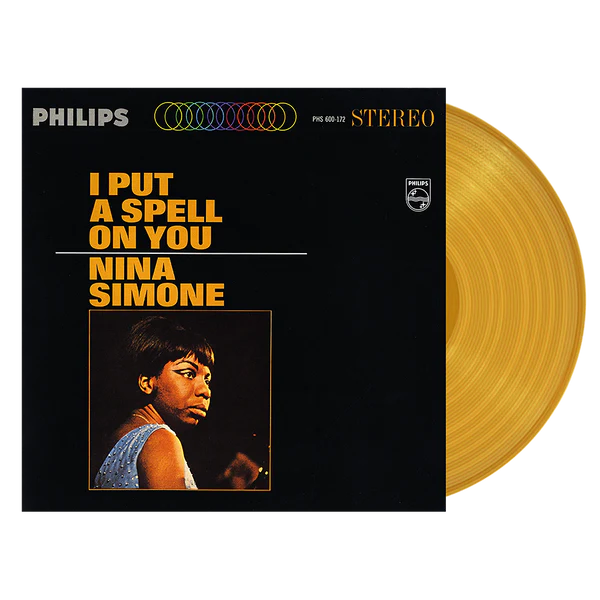 PHILIPS PHS 600-172 STEREO
PHILIPS
I PUT
A SPELL
ON YOU
NINA
SIMONE